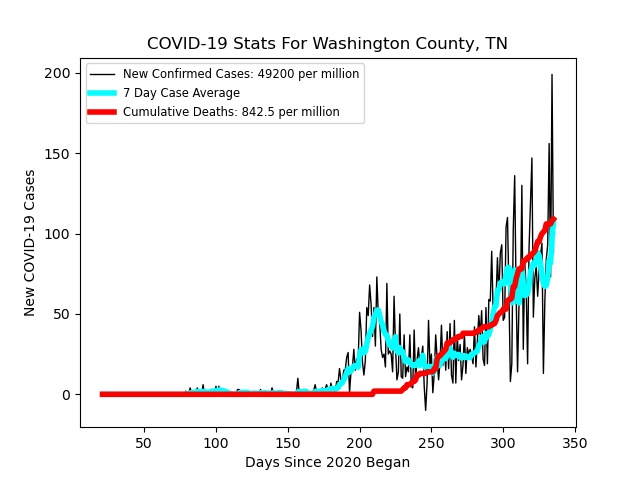 COVID-19 Stats For Washington County, TN
New Confirmed Cases: 49200 per million
7 Day Case Average
Cumulative Deaths: 842.5 per million
New COVID-19 Cases
200
150
100
50
0
50 100 150 200 250 300 350
Days Since 2020 Began